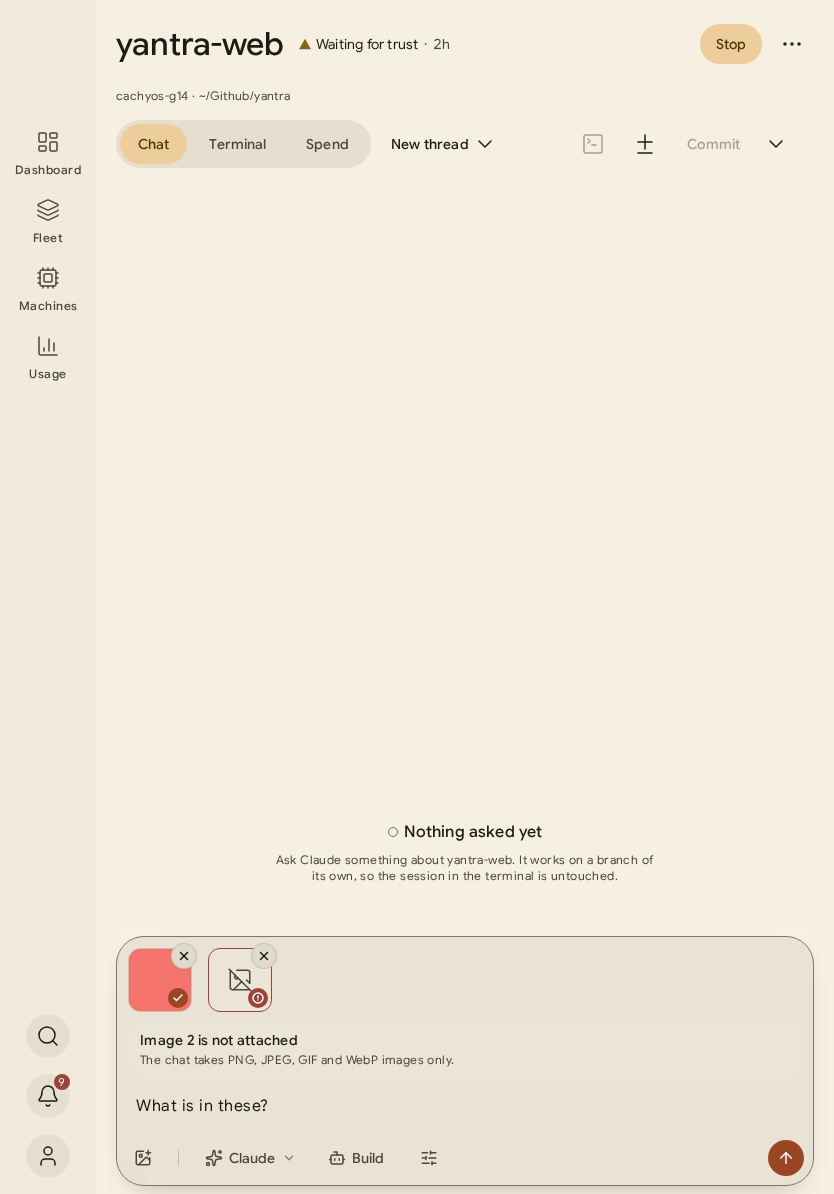 yantra-web
Waiting for trust · 2h
Stop
cachyos-g14 · ~/Github/yantra
Chat
Terminal
Spend
New thread
Commit
Dashboard
Fleet
Machines
Usage
9
Nothing asked yet
Ask Claude something about yantra-web. It works on a branch of
its own, so the session in the terminal is untouched.
Image 2 is not attached
The chat takes PNG, JPEG, GIF and WebP images only.
What is in these?
Claude
Build